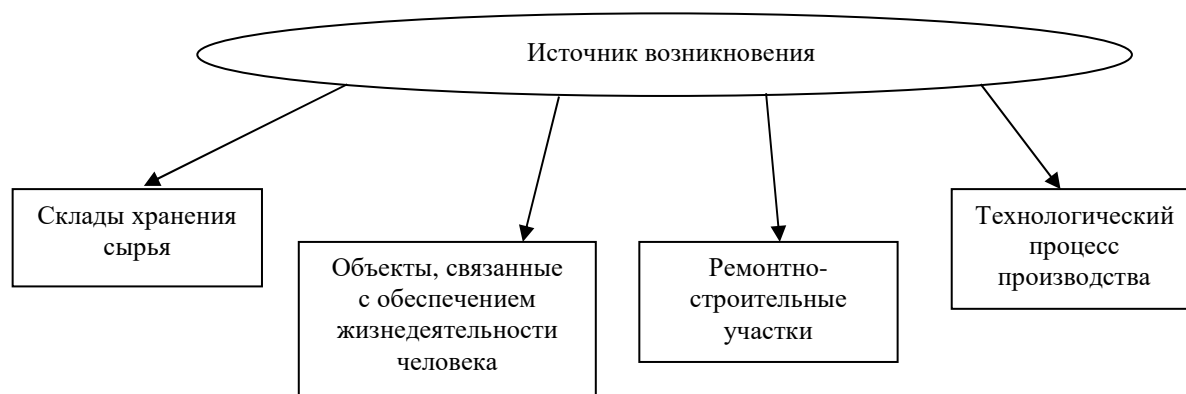 Источник возникновения
Склады хранения
сырья
Объекты, связанные
с обеспечением
жизнедеятельности
человека
Ремонтно-
строительные
участки
Технологический
процесс
производства